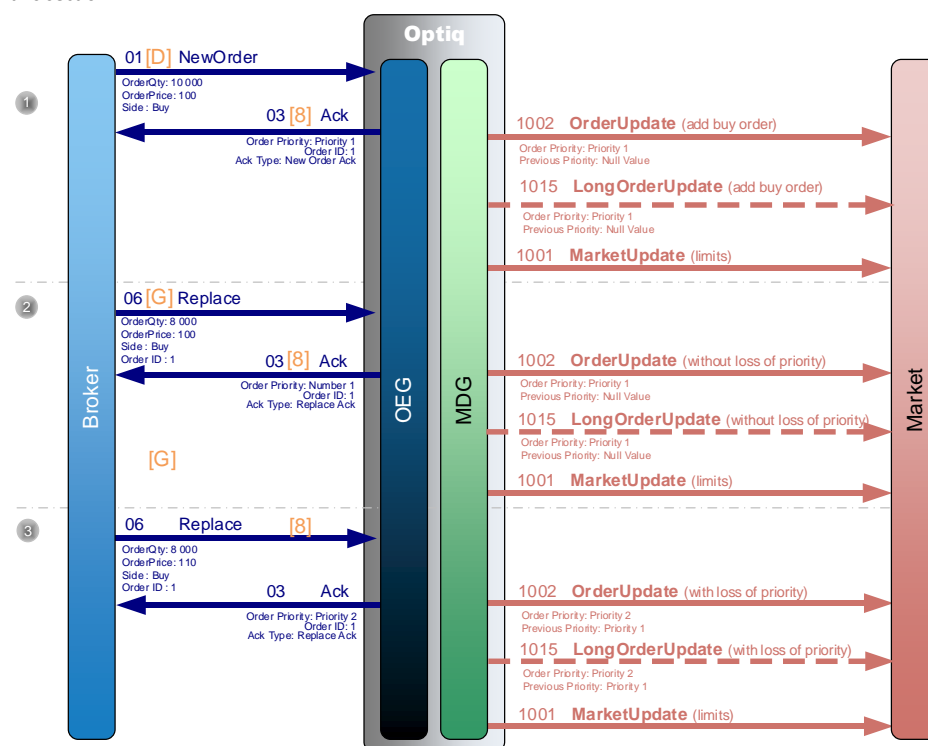 Optiq
01 [D] NewOrder
OrderQty: 10 000
OrderPrice: 100
Side : Buy
1
03 [8] Ack
Order Priority: Priority 1
Order ID: 1
Ack Type: New Order Ack
1002 OrderUpdate (add buy order)
Order Priority: Priority 1
Previous Priority: Null Value
1015 LongOrderUpdate (add buy order)
Order Priority: Priority 1
Previous Priority: Null Value
1001 MarketUpdate (limits)
2
06 [G] Replace
OrderQty: 8 000
OrderPrice: 100
Side : Buy
Order ID : 1
03 [8] Ack
Order Priority: Number 1
Order ID: 1
Ack Type: Replace Ack
1002 OrderUpdate (without loss of priority)
Order Priority: Priority 1
Previous Priority: Null Value
1015 LongOrderUpdate (without loss of priority)
Order Priority: Priority 1
Previous Priority: Null Value
1001 MarketUpdate (limits)
Broker
OEG
MDG
Market
[G]
3
06 Replace [8]
OrderQty: 8 000
OrderPrice: 110
Side : Buy
Order ID : 1
03 Ack
Order Priority: Priority 2
Order ID: 1
Ack Type: Replace Ack
1002 OrderUpdate (with loss of priority)
Order Priority: Priority 2
Previous Priority: Priority 1
1015 LongOrderUpdate (with loss of priority)
Order Priority: Priority 2
Previous Priority: Priority 1
1001 MarketUpdate (limits)